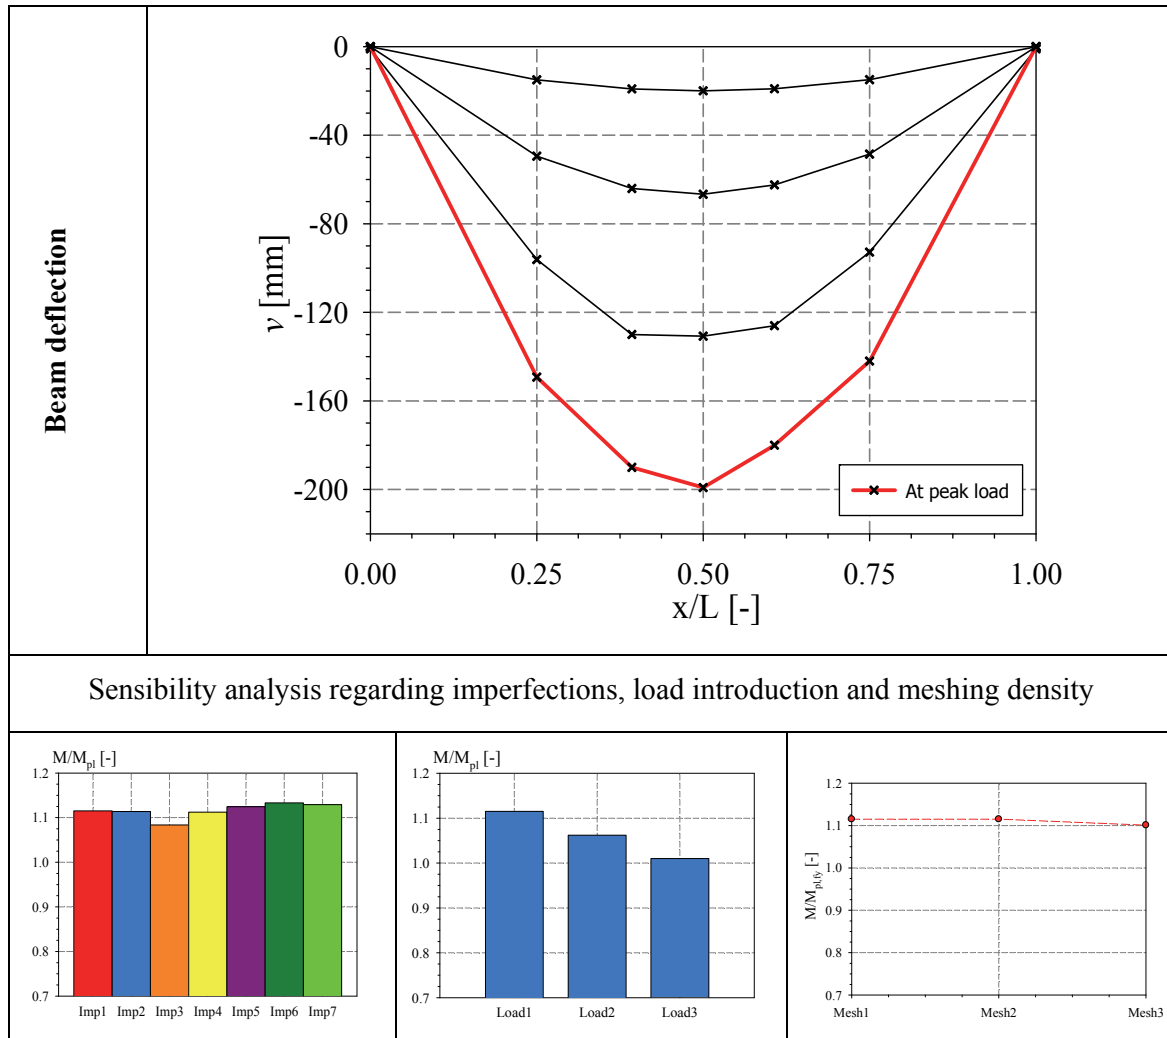 Beam deflection
0
-40
-80
-120
-160
-200
v [mm]
At peak load
0.00 0.25 0.50 0.75 1.00
x/L [-]
Sensibility analysis regarding imperfections, load introduction and meshing density
M/Mpl [-]
1.2
1.1
1.0
0.9
0.8
0.7
Imp1 Imp2 Imp3 Imp4 Imp5 Imp6 Imp7
M/Mpl [-]
1.2
1.1
1.0
0.9
0.8
0.7
Load1 Load2 Load3
M/Mpl,fy [-]
1.2
1.1
1.0
0.9
0.8
0.7
Mesh1 Mesh2 Mesh3